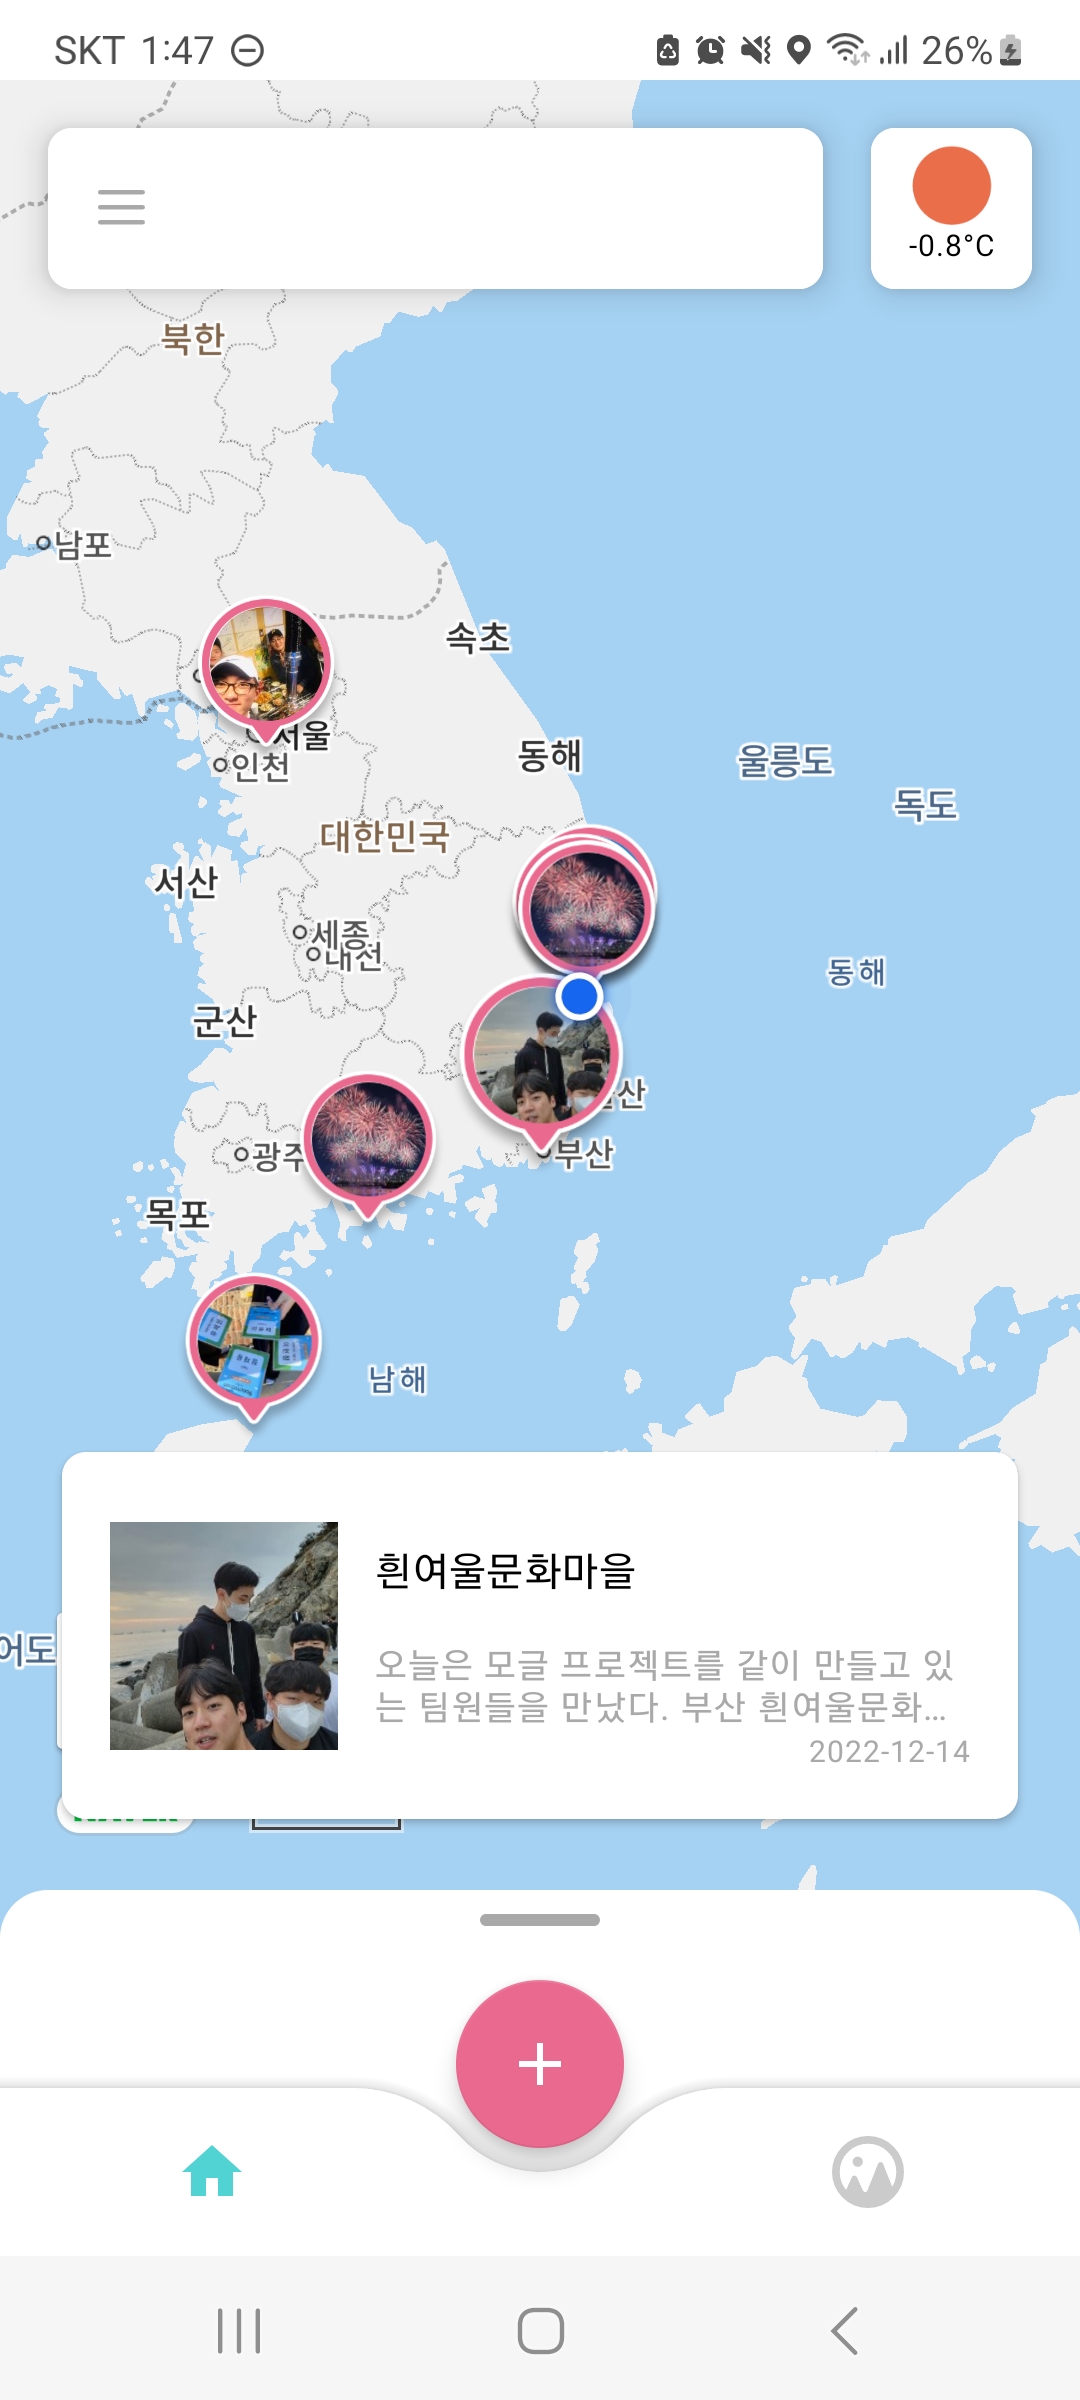 SKT 1:47
26%
-0.8°C
북한
남포
속초
서울
인천
동해
울릉도
독도
대한민국
서산
세종
대전
동해
군산
산
광주
부산
목포
남해
흰여울문화마을
오늘은 모글 프로젝트를 같이 만들고 있
는 팀원들을 만났다. 부산 흰여울문화...
2022-12-14
어도